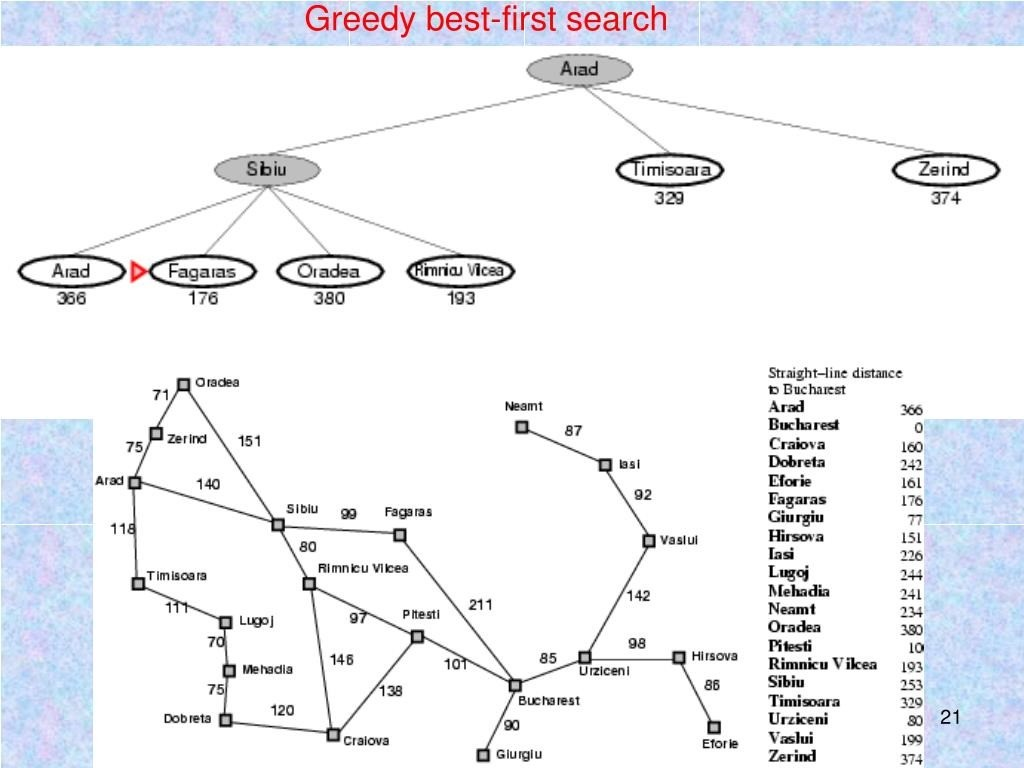 Greedy best-first search
Arad
Sibiu
Timisoara
Zerind
329
374
Arad
Fagaras
Oradea
Rimnicu Vilcea
366
176
380
193
Oradea
71
Zerind
75
151
Arad
140
Sibiu
99
Fagaras
118
80
Rimnicu Vilcea
Timisoara
111
Lugoj
70
Mehadia
75
Dobreta
120
Craiova
146
97
Pitesti
138
101
211
Bucharest
90
Giurgiu
85
Urziceni
98
Hirsova
86
Eforie
142
Vaslui
92
Iasi
87
Neamt
Straight–line distance
to Bucharest
Arad 366
Bucharest 0
Craiova 160
Dobreta 242
Eforie 161
Fagaras 176
Giurgiu 77
Hirsova 151
Iasi 226
Lugoj 244
Mehadia 241
Neamt 234
Oradea 380
Pitesti 10
Rimnicu Vilcea 193
Sibiu 253
Timisoara 329
Urziceni 80
Vaslui 199
Zerind 374
21